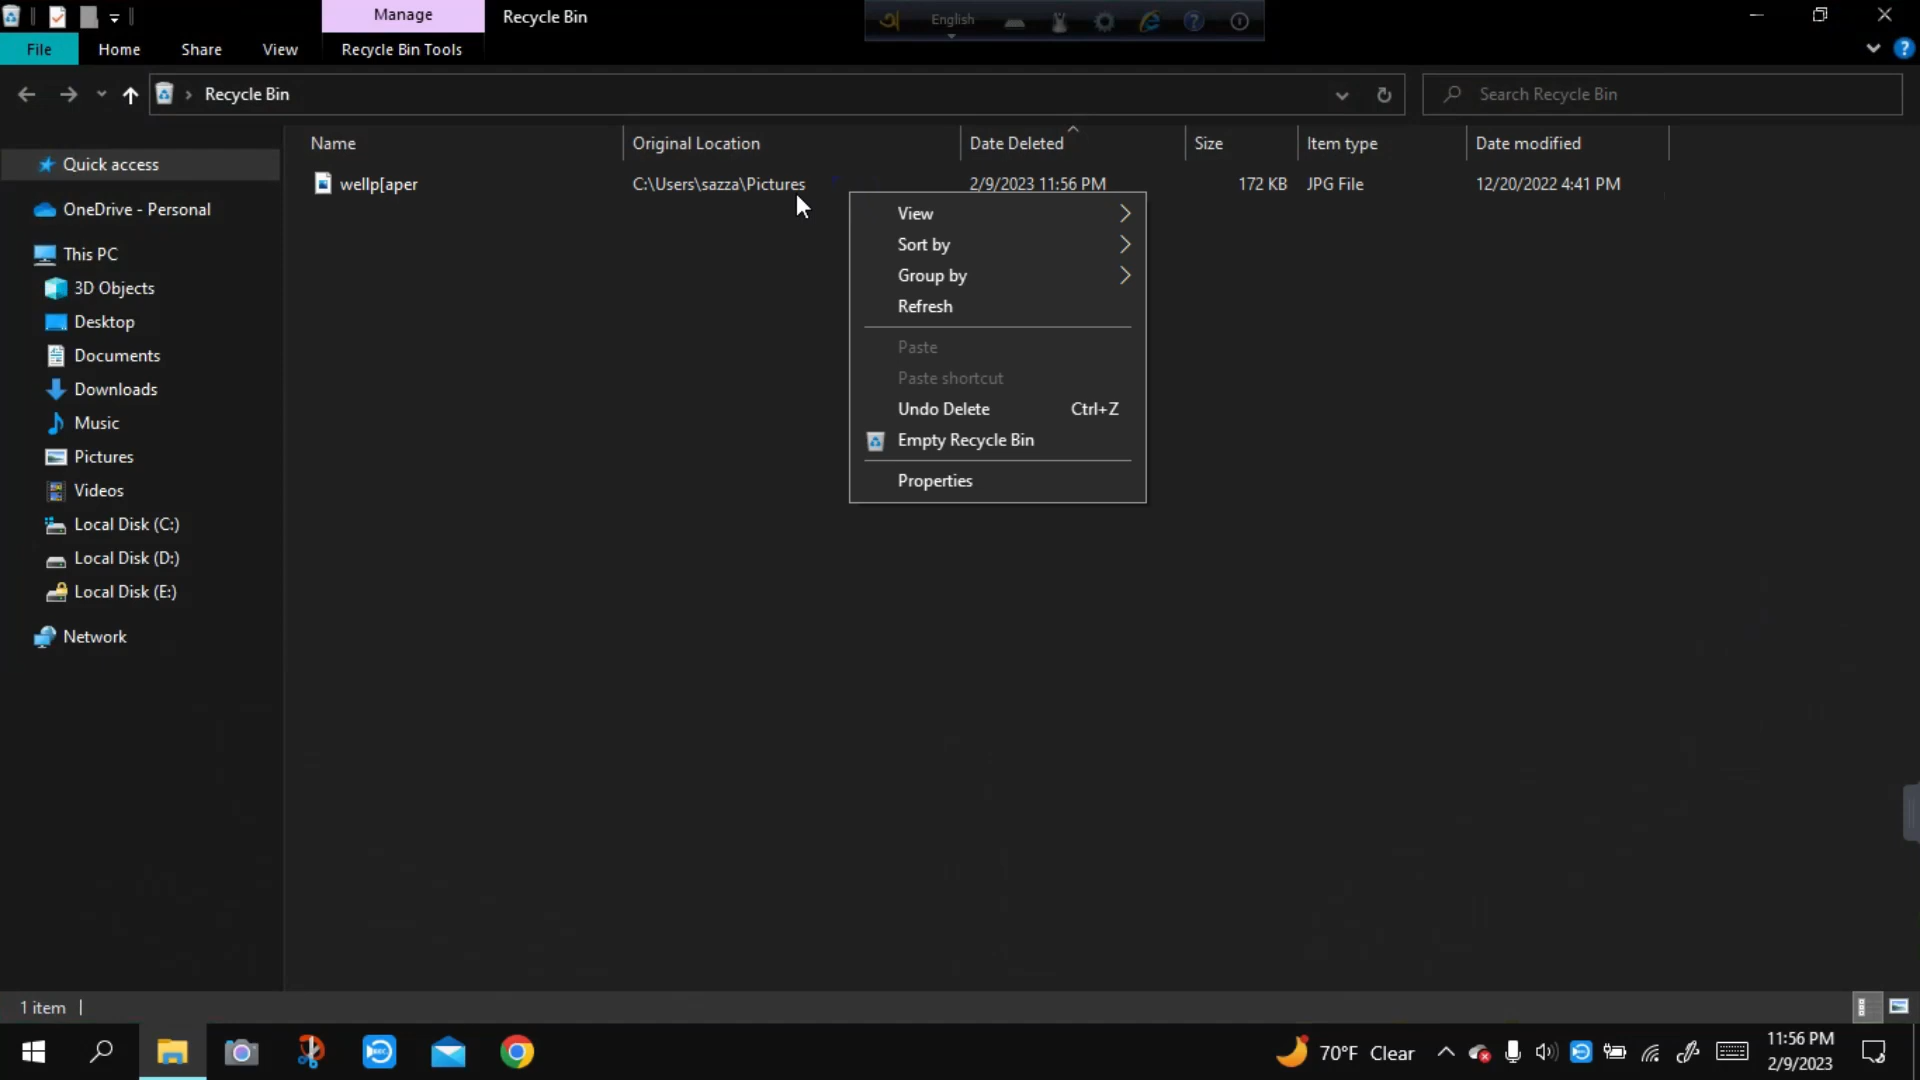 Manage
Recycle Bin
English
File
Home
Share
View
Recycle Bin Tools
Recycle Bin
Search Recycle Bin
Name
Original Location
Date Deleted
Size
Item type
Date modified
wellp[aper
C:\Users\sazza\Pictures
2/9/2023 11:56 PM
172 KB
JPG File
12/20/2022 4:41 PM
Quick access
OneDrive - Personal
This PC
3D Objects
Desktop
Documents
Downloads
Music
Pictures
Videos
Local Disk (C:)
Local Disk (D:)
Local Disk (E:)
Network
View
Sort by
Group by
Refresh
Paste
Paste shortcut
Undo Delete Ctrl+Z
Empty Recycle Bin
Properties
1 item
70°F Clear
11:56 PM
2/9/2023